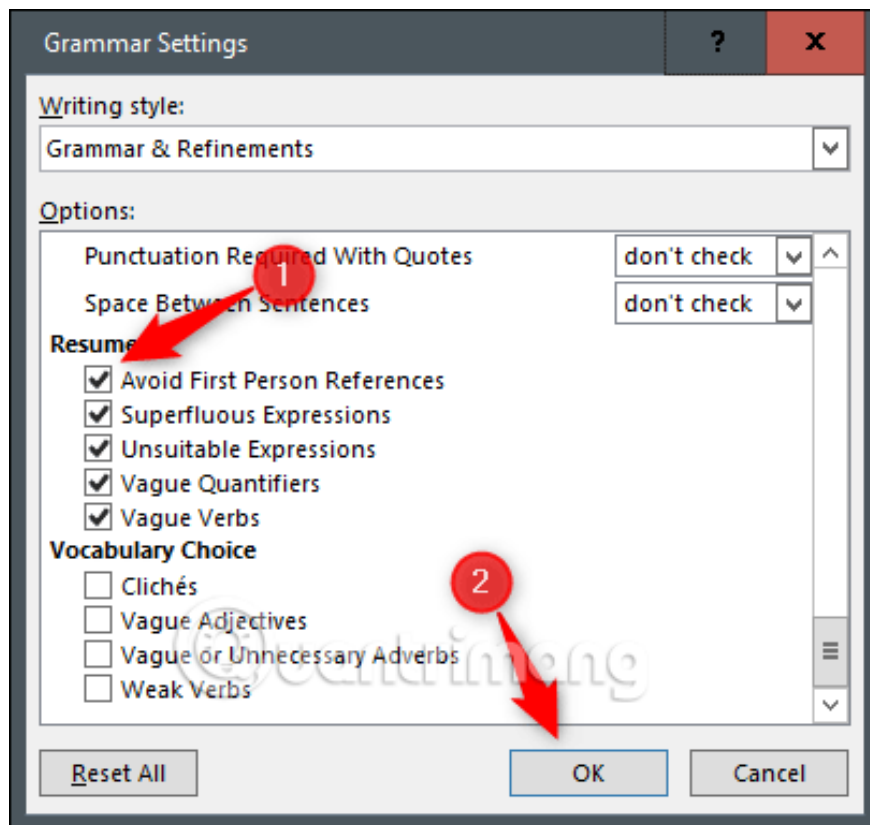 Grammar Settings ? x
Writing style:
Grammar & Refinements
Options:
Punctuation Required With Quotes don't check
1
Space Between Sentences don't check
Resume
Avoid First Person References
Superfluous Expressions
Unsuitable Expressions
Vague Quantifiers
Vague Verbs
Vocabulary Choice
Clichés
2
Vague Adjectives
Vague or Unnecessary Adverbs
uantrimang
Weak Verbs
Reset All OK Cancel